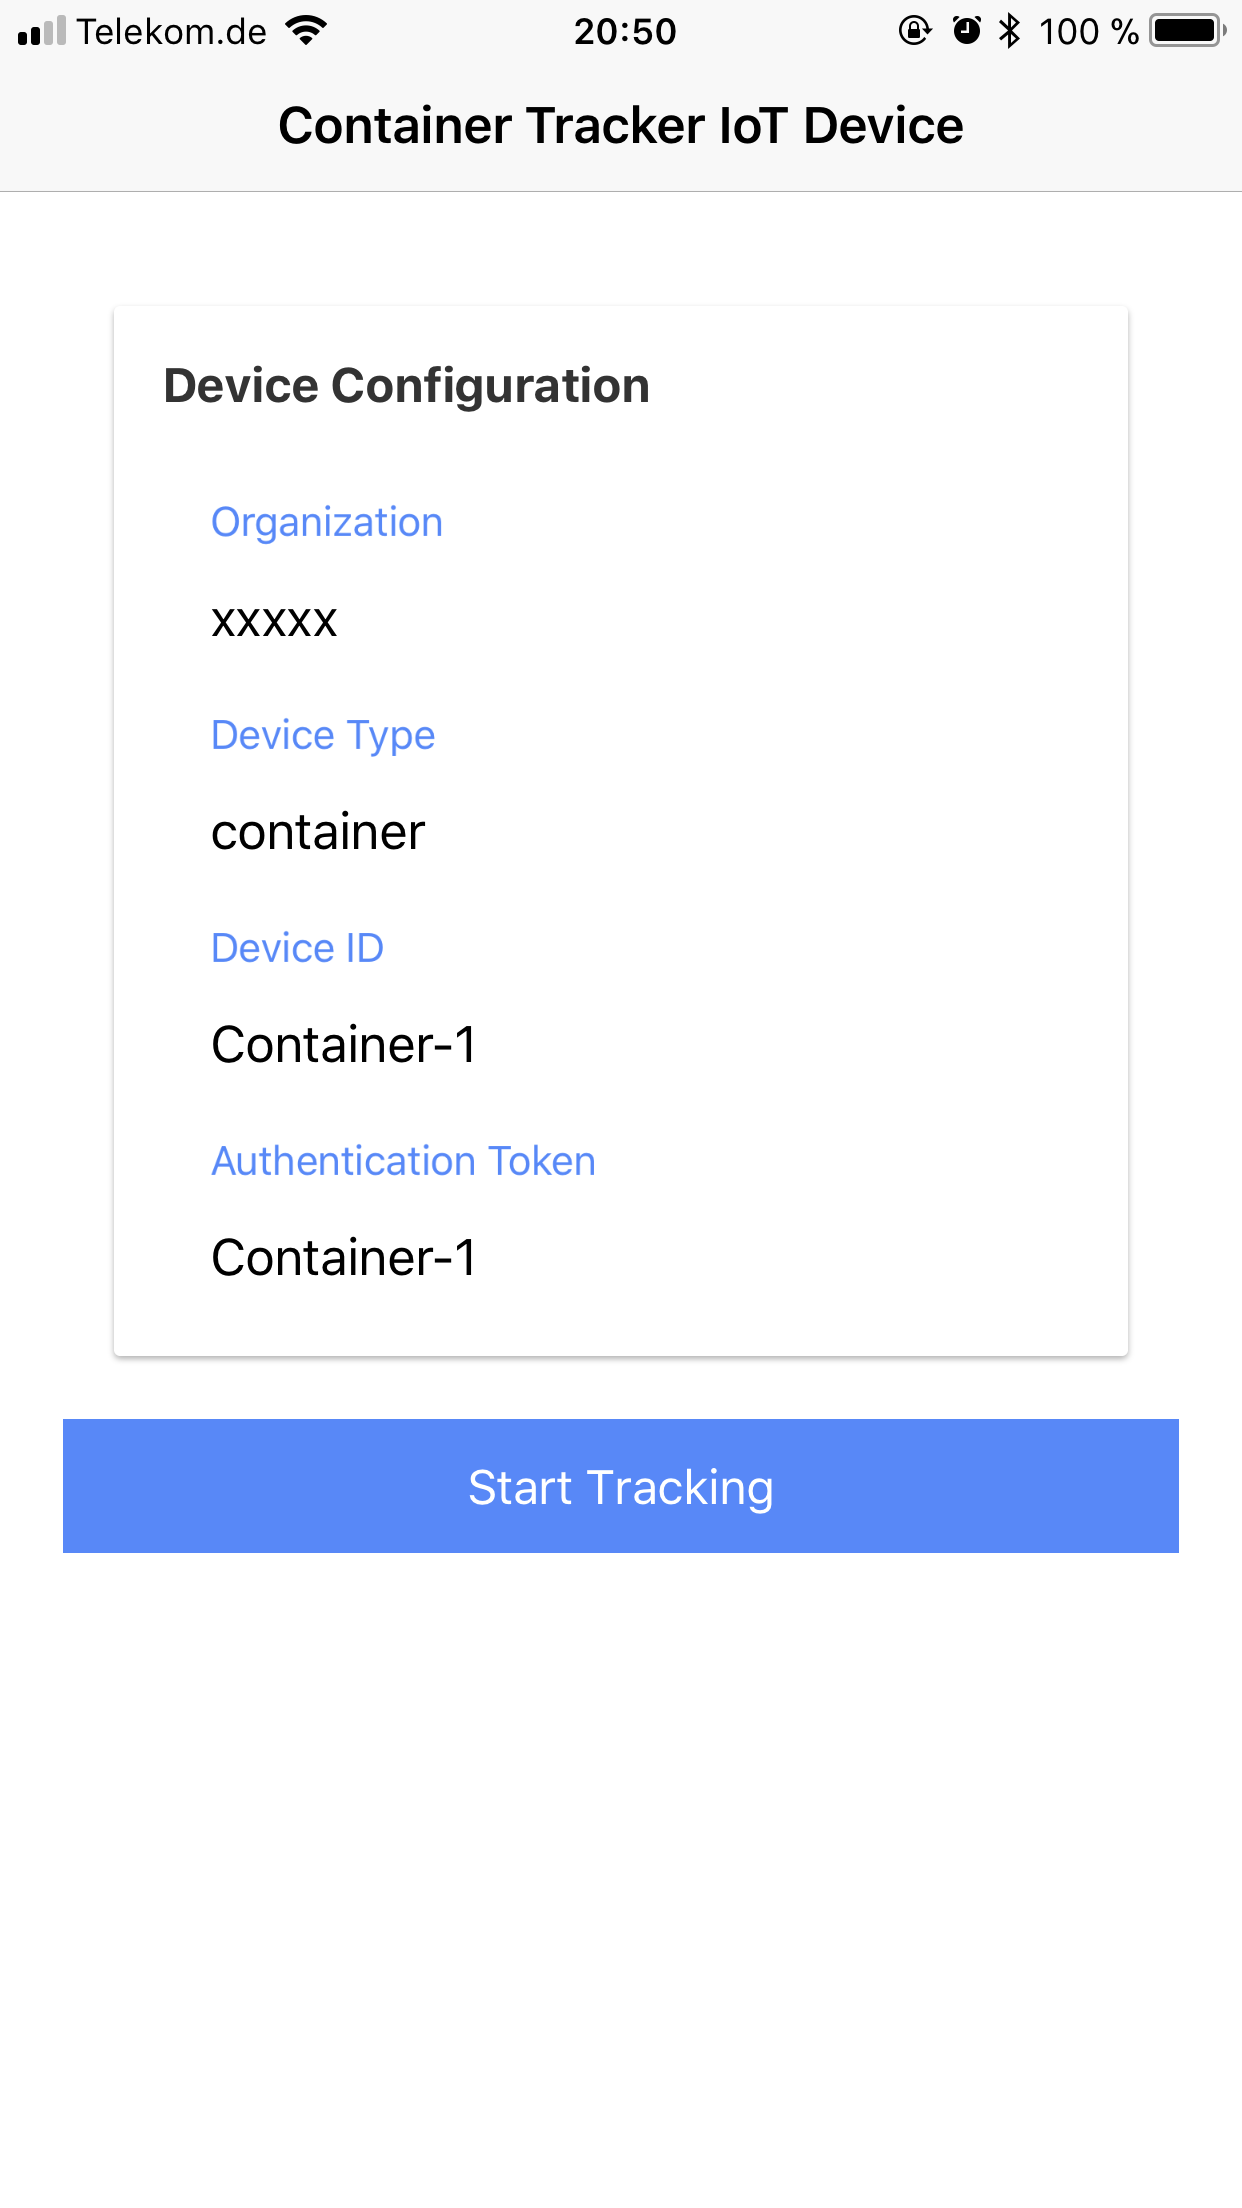 Telekom.de 20:50 100 %
Container Tracker IoT Device
Device Configuration
Organization
xxxxx
Device Type
container
Device ID
Container-1
Authentication Token
Container-1
Start Tracking